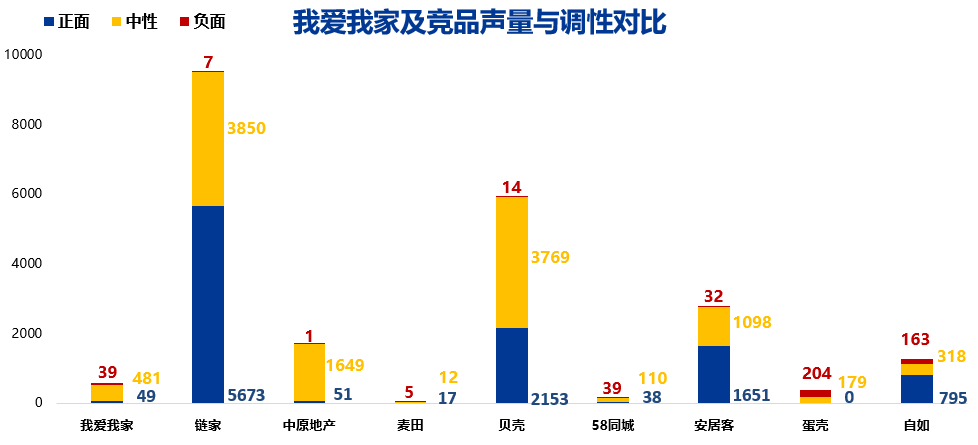 我爱我家及竞品声量与调性对比
正面 中性 负面
10000
8000
6000
4000
2000
0
39 481 49
7 3850 5673
1 1649 51
5 12 17
14 3769 2153
39 110 38
32 1098 1651
204 179 0
163 318 795
我爱我家 链家 中原地产 麦田 贝壳 58同城 安居客 蛋壳 自如